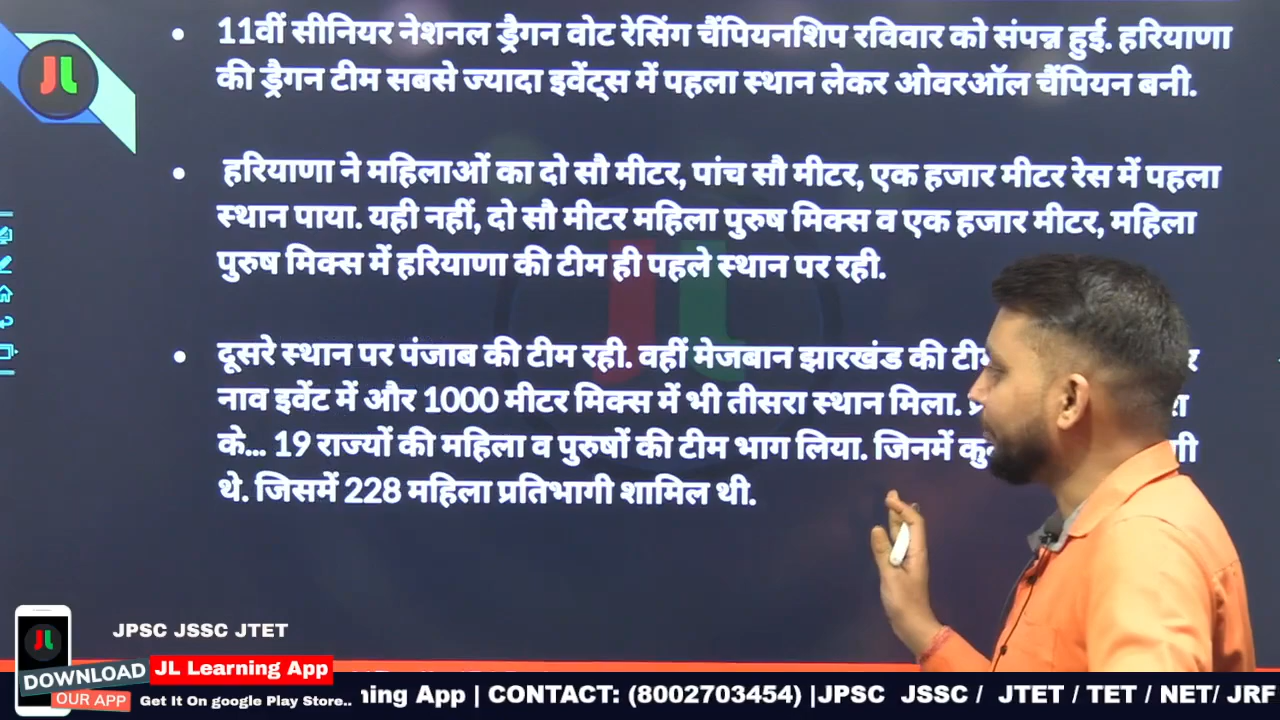 11वीं सीनियर नेशनल ड्रैगन वोट रेसिंग चैंपियनशिप रविवार को संपन्न हुई. हरियाणा
की ड्रैगन टीम सबसे ज्यादा इवेंट्स में पहला स्थान लेकर ओवरऑल चैंपियन बनी.
हरियाणा ने महिलाओं का दो सौ मीटर, पांच सौ मीटर, एक हजार मीटर रेस में पहला
स्थान पाया. यही नहीं, दो सौ मीटर महिला पुरुष मिक्स व एक हजार मीटर, महिला
पुरुष मिक्स में हरियाणा की टीम ही पहले स्थान पर रही.
दूसरे स्थान पर पंजाब की टीम रही. वहीं मेजबान झारखंड की
नाव इवेंट में और 1000 मीटर मिक्स में भी तीसरा स्थान मिला.
के... 19 राज्यों की महिला व पुरुषों की टीम भाग लिया. जिनमें
थे. जिसमें 228 महिला प्रतिभागी शामिल थी.
JL
JL
JL
JPSC JSSC JTET
DOWNLOAD JL Learning App
OUR APP Get It On google Play Store..
ning App | CONTACT: (8002703454) |JPSC JSSC / JTET / TET / NET/ JRF